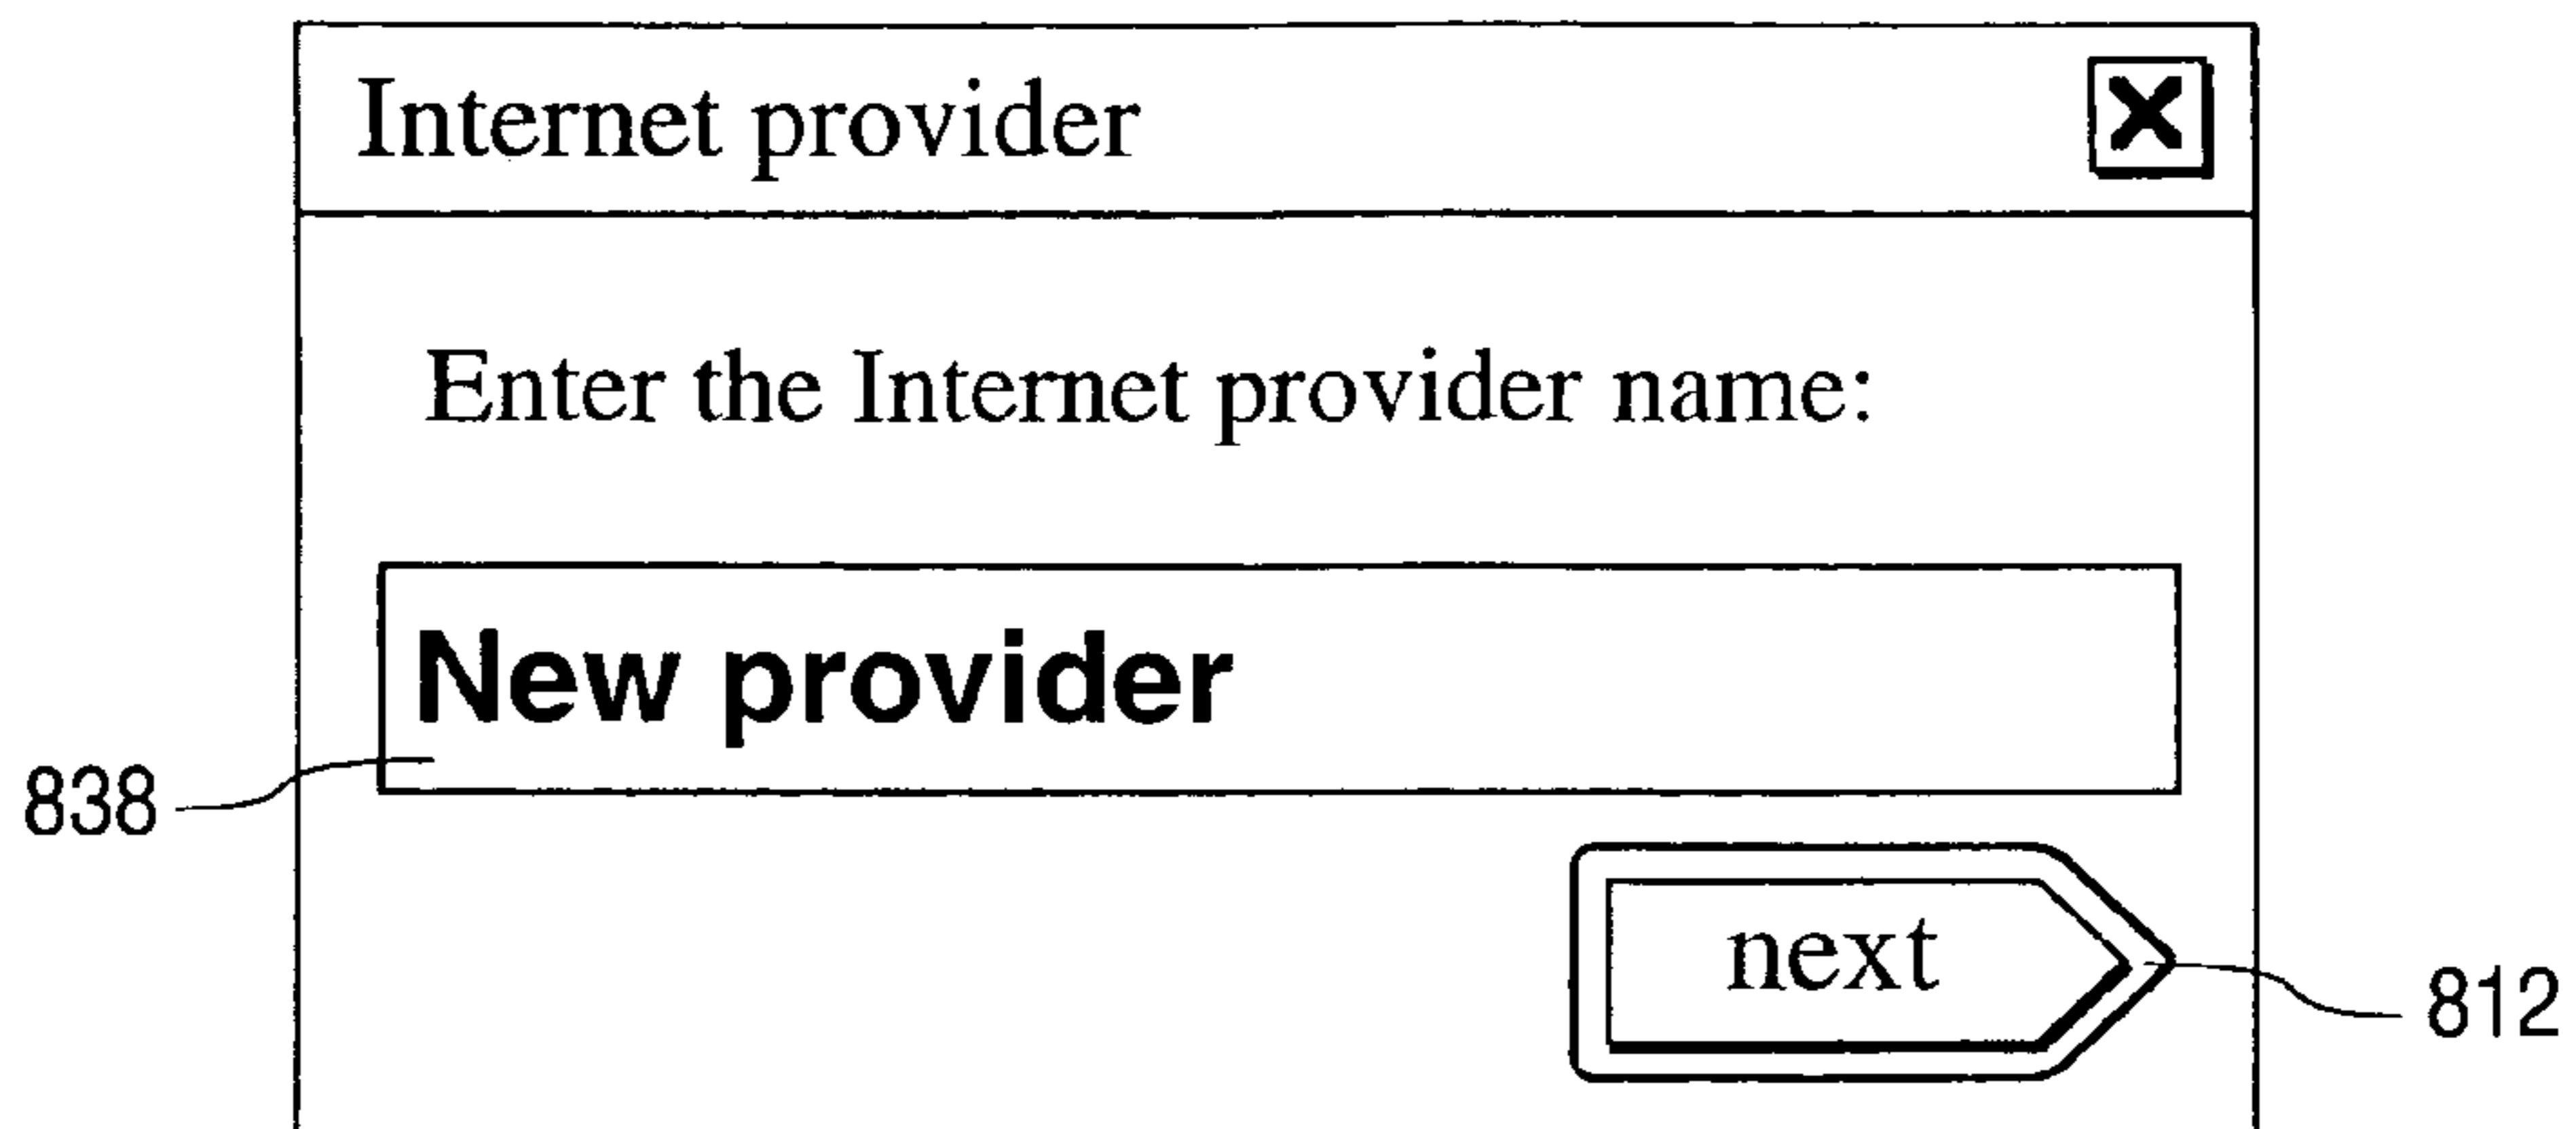 Internet provider
Enter the Internet provider name:
New provider
838
next
812